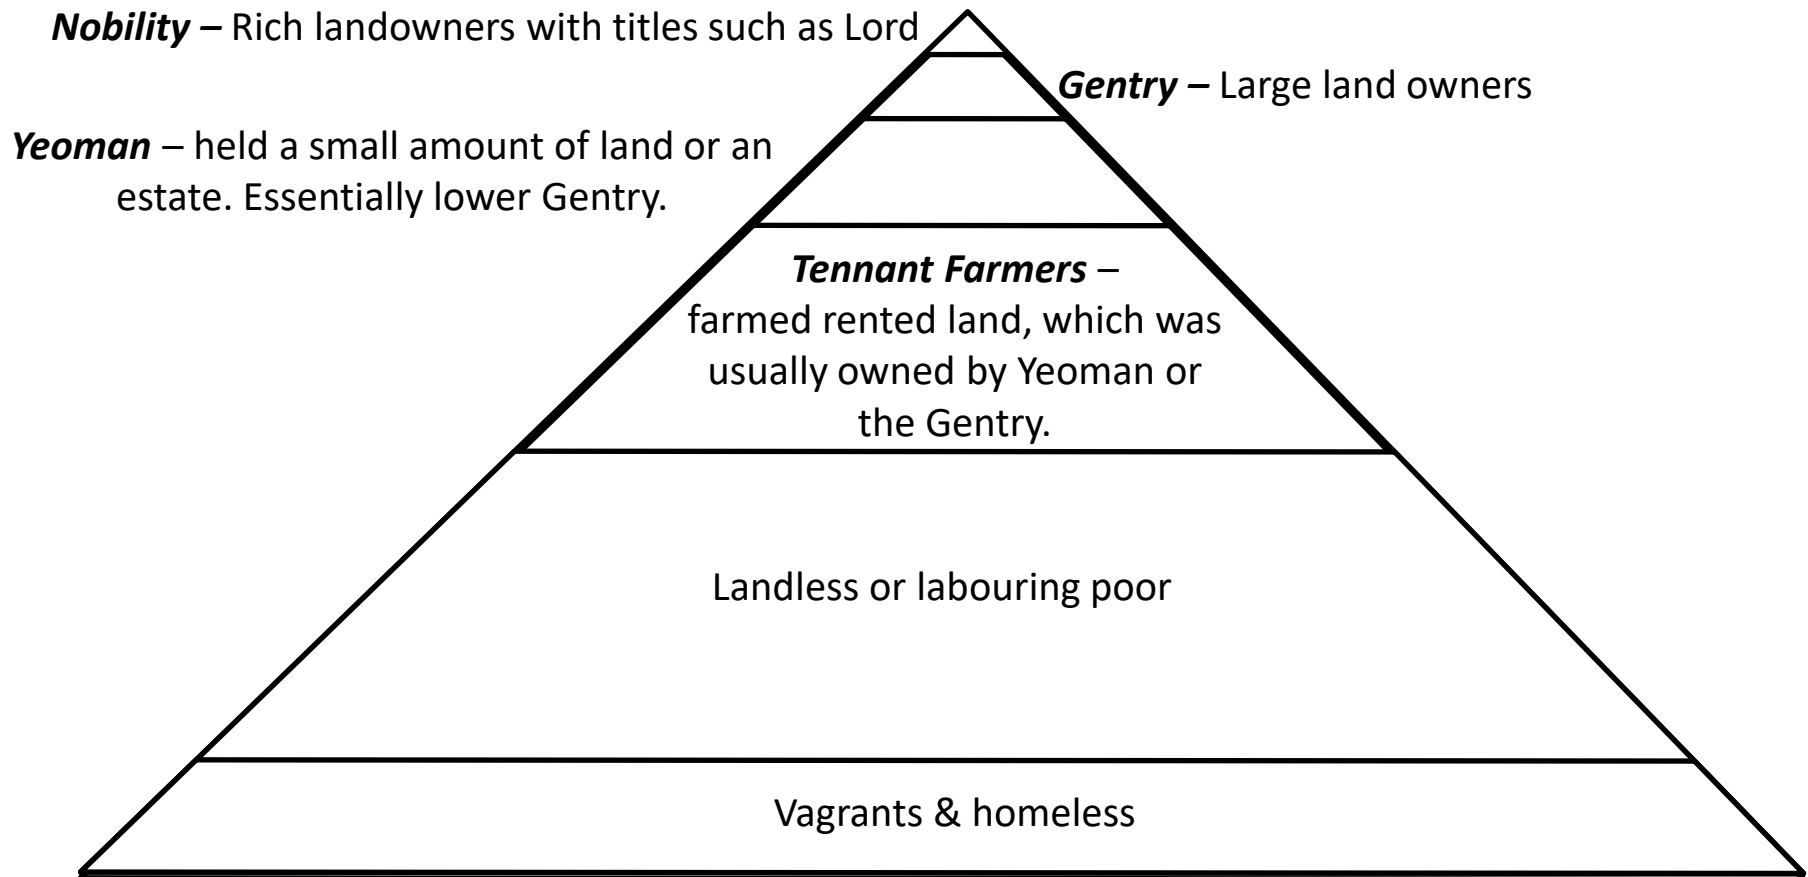 Nobility – Rich landowners with titles such as Lord
Gentry – Large land owners
Yeoman – held a small amount of land or an
estate. Essentially lower Gentry.
Tennant Farmers –
farmed rented land, which was
usually owned by Yeoman or
the Gentry.
Landless or labouring poor
Vagrants & homeless